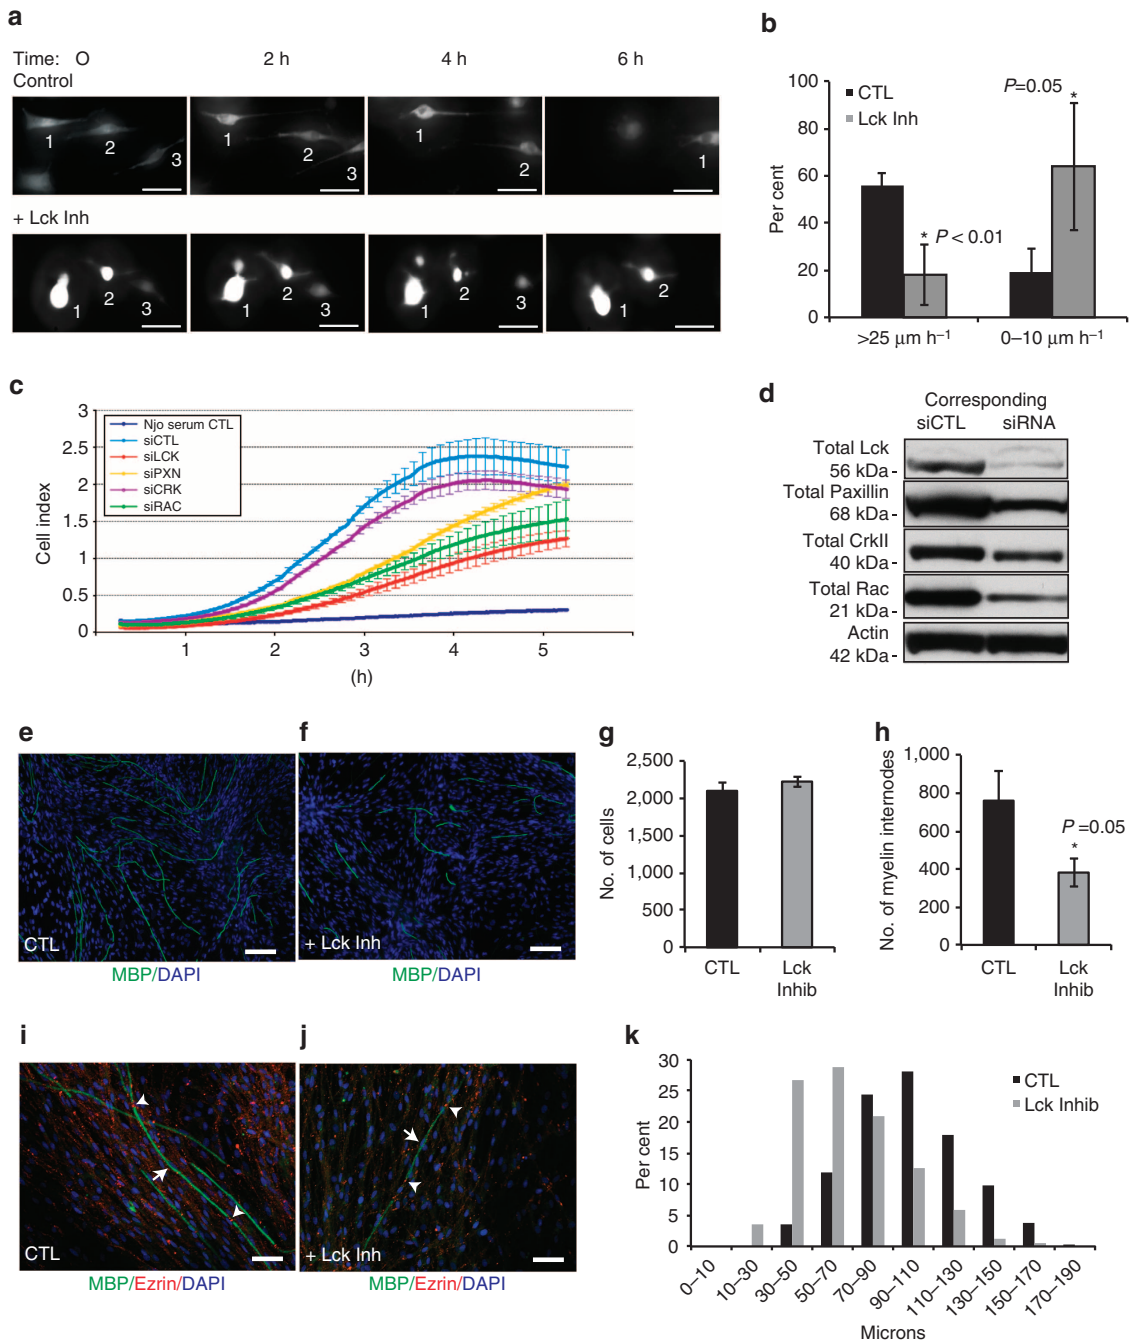 a
Time: O 2 h 4 h 6 h
Control
1 2 3
1 2 3
1 2
1
+ Lck Inh
1 2 3
1 2 3
1 2 3
1 2
b
100
80
60
40
20
0
Per cent
CTL
Lck Inh
P=0.05
*
* P < 0.01
>25 µm h⁻¹ 0–10 µm h⁻¹
c
3
2.5
2
1.5
1
0.5
0
Cell index
Njo serum CTL
siCTL
siLCK
siPXN
siCRK
siRAC
1 2 3 4 5
(h)
d
Corresponding
siCTL siRNA
Total Lck
56 kDa-
Total Paxillin
68 kDa-
Total CrkII
40 kDa-
Total Rac
21 kDa-
Actin
42 kDa-
e
CTL
MBP/DAPI
f
+ Lck Inh
MBP/DAPI
g
2,500
2,000
1,500
1,000
500
0
No. of cells
CTL Lck
Inhib
h
1,000
800
600
400
200
0
No. of myelin internodes
P =0.05
*
CTL Lck
Inhib
i
CTL
MBP/Ezrin/DAPI
j
+ Lck Inh
MBP/Ezrin/DAPI
k
30
25
20
15
10
5
0
Per cent
CTL
Lck Inhib
0–10 10–30 30–50 50–70 70–90 90–110 110–130 130–150 150–170 170–190
Microns